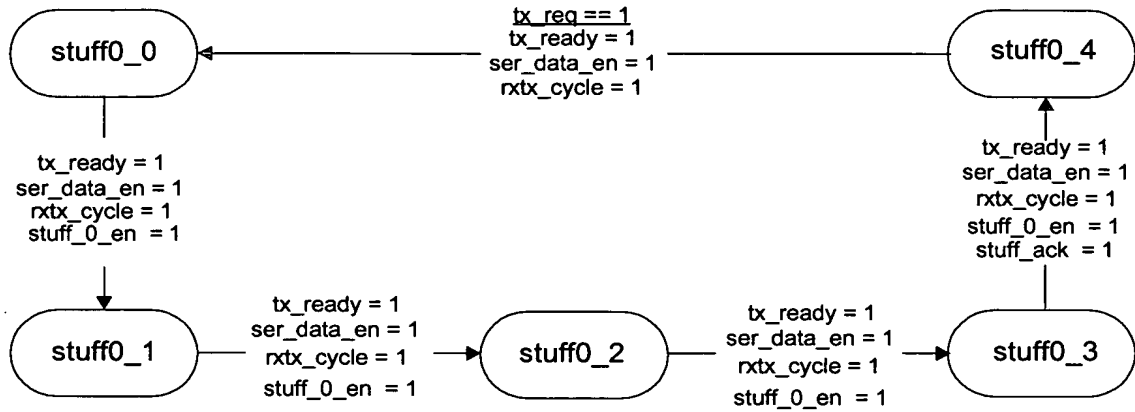 stuff0_0
tx_req == 1
tx_ready = 1
ser_data_en = 1
rxtx_cycle = 1
stuff0_4
tx_ready = 1
ser_data_en = 1
rxtx_cycle = 1
stuff_0_en = 1
tx_ready = 1
ser_data_en = 1
rxtx_cycle = 1
stuff_0_en = 1
stuff_ack = 1
stuff0_1
tx_ready = 1
ser_data_en = 1
rxtx_cycle = 1
stuff_0_en = 1
stuff0_2
tx_ready = 1
ser_data_en = 1
rxtx_cycle = 1
stuff_0_en = 1
stuff0_3